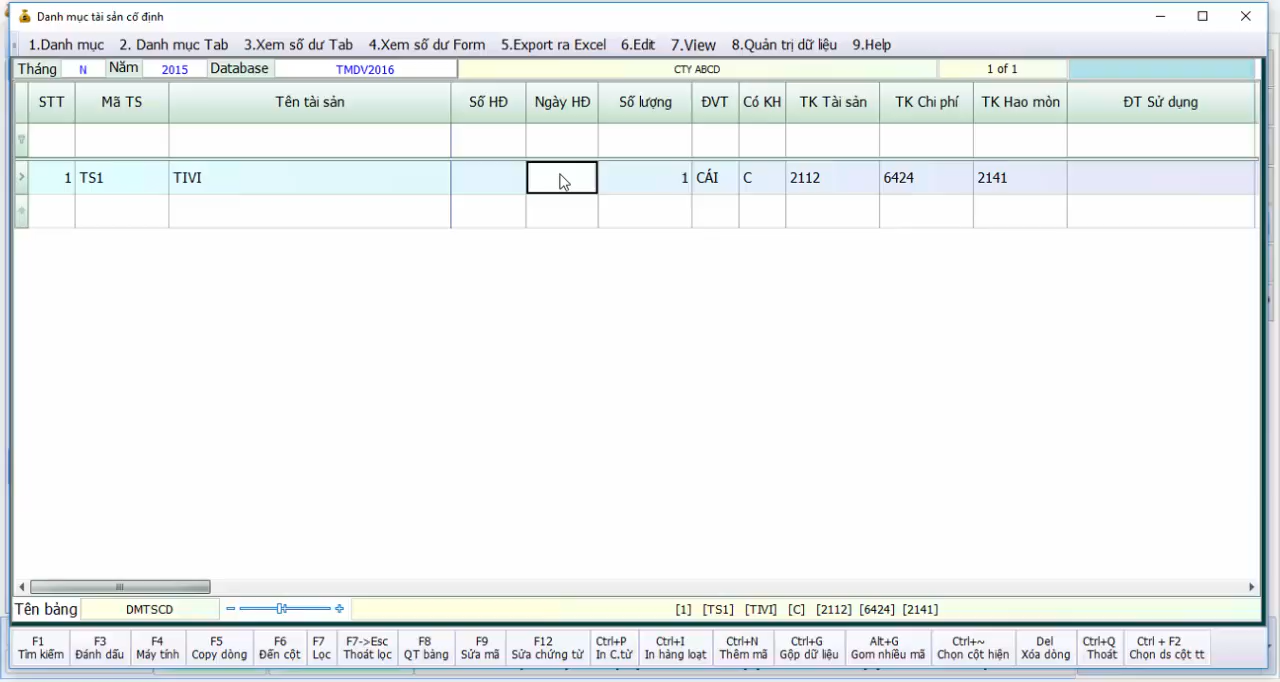 Danh mục tài sản cố định
1.Danh mục 2. Danh mục Tab 3.Xem số dư Tab 4.Xem số dư Form 5.Export ra Excel 6.Edit 7.View 8.Quản trị dữ liệu 9.Help
Tháng N Năm 2015 Database TMDV2016 CTY ABCD 1 of 1
STT Mã TS Tên tài sản Số HĐ Ngày HĐ Số lượng ĐVT Có KH TK Tài sản TK Chi phí TK Hao mòn ĐT Sử dụng
1 TS1 TIVI 1 CÁI C 2112 6424 2141
Tên bảng DMTSCD [1] [TS1] [TIVI] [C] [2112] [6424] [2141]
F1 F3 F4 F5 F6 F7 F7->Esc F8 F9 F12 Ctrl+P Ctrl+I Ctrl+N Ctrl+G Alt+G Ctrl+~ Del Ctrl+Q Ctrl + F2
Tìm kiếm Đánh dấu Máy tính Copy dòng Đến cột Lọc Thoát lọc QT bảng Sửa mã Sửa chứng từ In C.từ In hàng loạt Thêm mã Gộp dữ liệu Gom nhiều mã Chọn cột hiện Xóa dòng Thoát Chọn ds cột tt